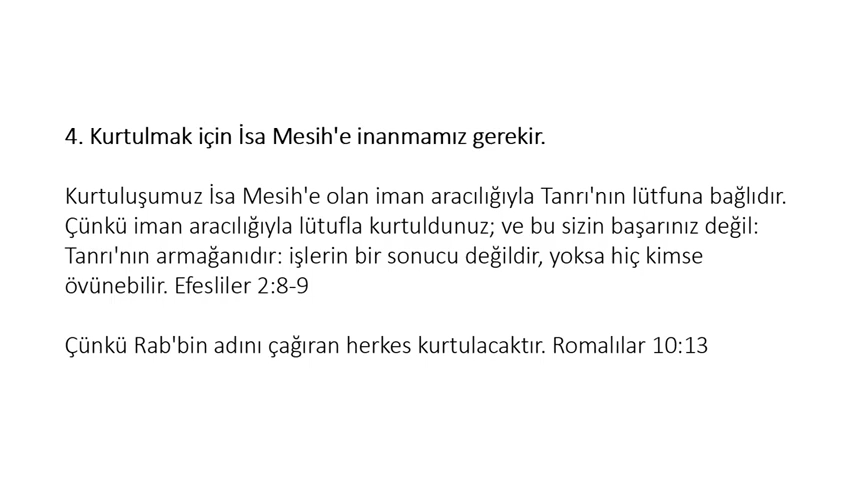 4. Kurtulmak için İsa Mesih'e inanmamız gerekir.
Kurtuluşumuz İsa Mesih'e olan iman aracılığıyla Tanrı'nın lütfuna bağlıdır.
Çünkü iman aracılığıyla lütufla kurtuldunuz; ve bu sizin başarınız değil:
Tanrı'nın armağanıdır: işlerin bir sonucu değildir, yoksa hiç kimse
övünebilir. Efesliler 2:8-9
Çünkü Rab'bin adını çağıran herkes kurtulacaktır. Romalılar 10:13